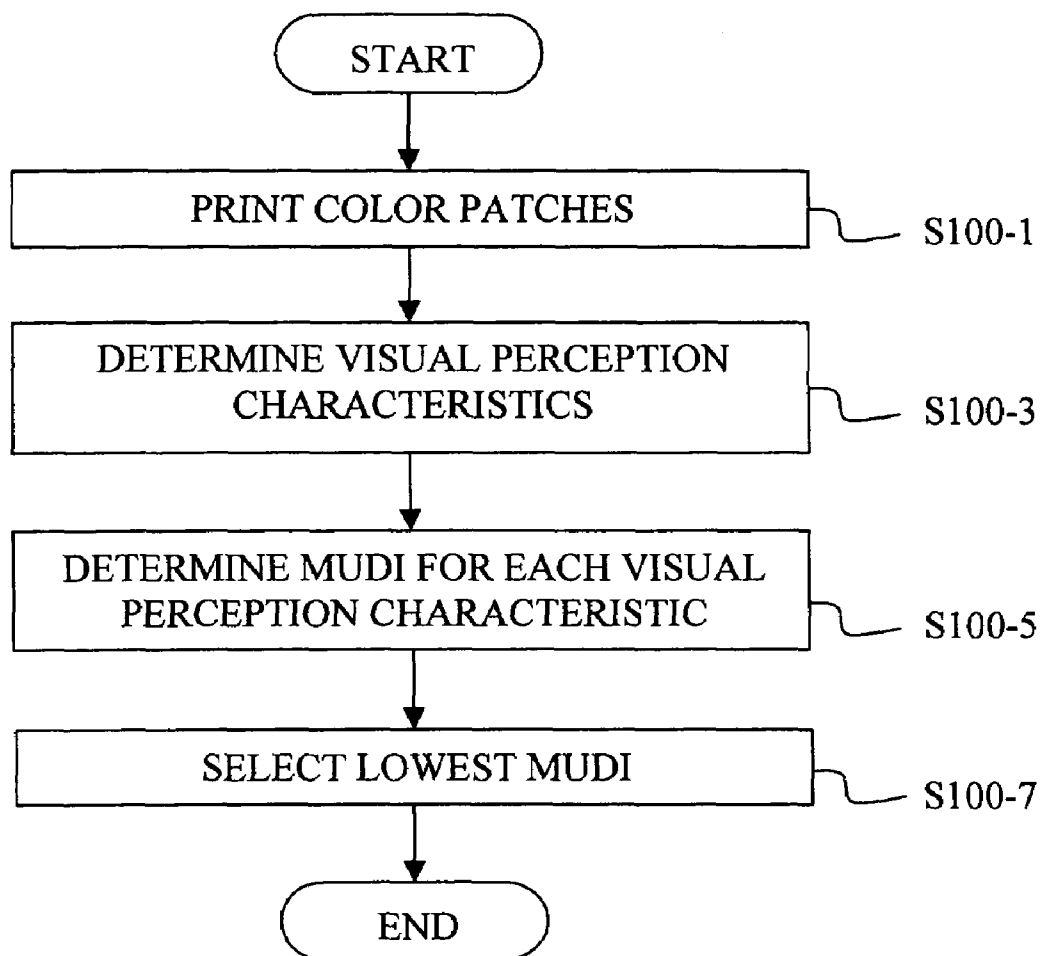 START
PRINT COLOR PATCHES
S100-1
DETERMINE VISUAL PERCEPTION
CHARACTERISTICS
S100-3
DETERMINE MUDI FOR EACH VISUAL
PERCEPTION CHARACTERISTIC
S100-5
SELECT LOWEST MUDI
S100-7
END